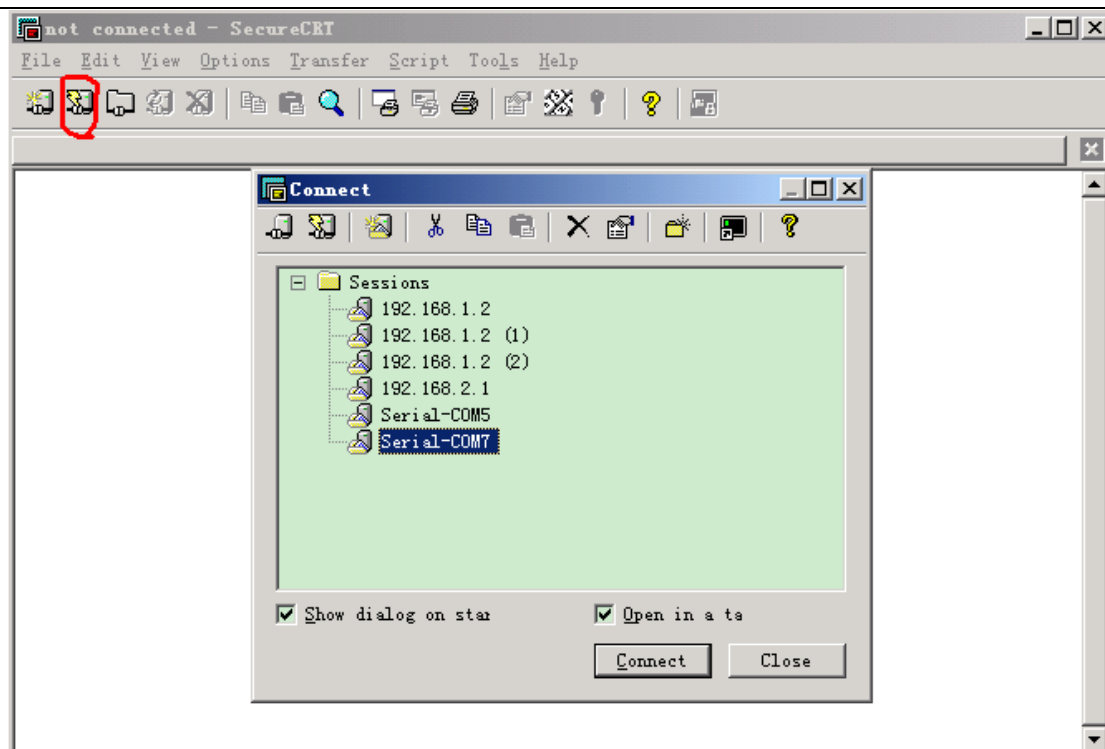 not connected - SecureCRT
File Edit View Options Transfer Script Tools Help
Connect
Sessions
192.168.1.2
192.168.1.2 (1)
192.168.1.2 (2)
192.168.2.1
Serial-COM5
Serial-COM7
Show dialog on star Open in a ta
Connect Close